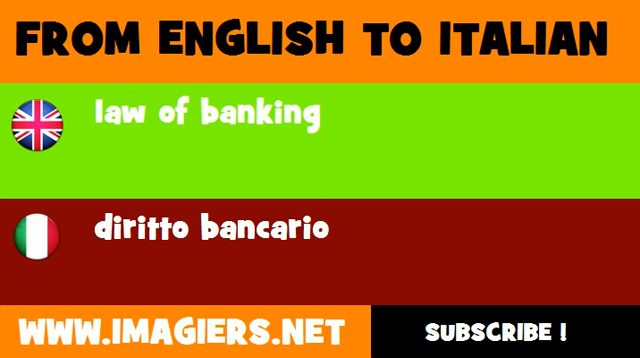 FROM ENGLISH TO ITALIAN
law of banking
diritto bancario
WWW.IMAGIERS.NET
SUBSCRIBE !